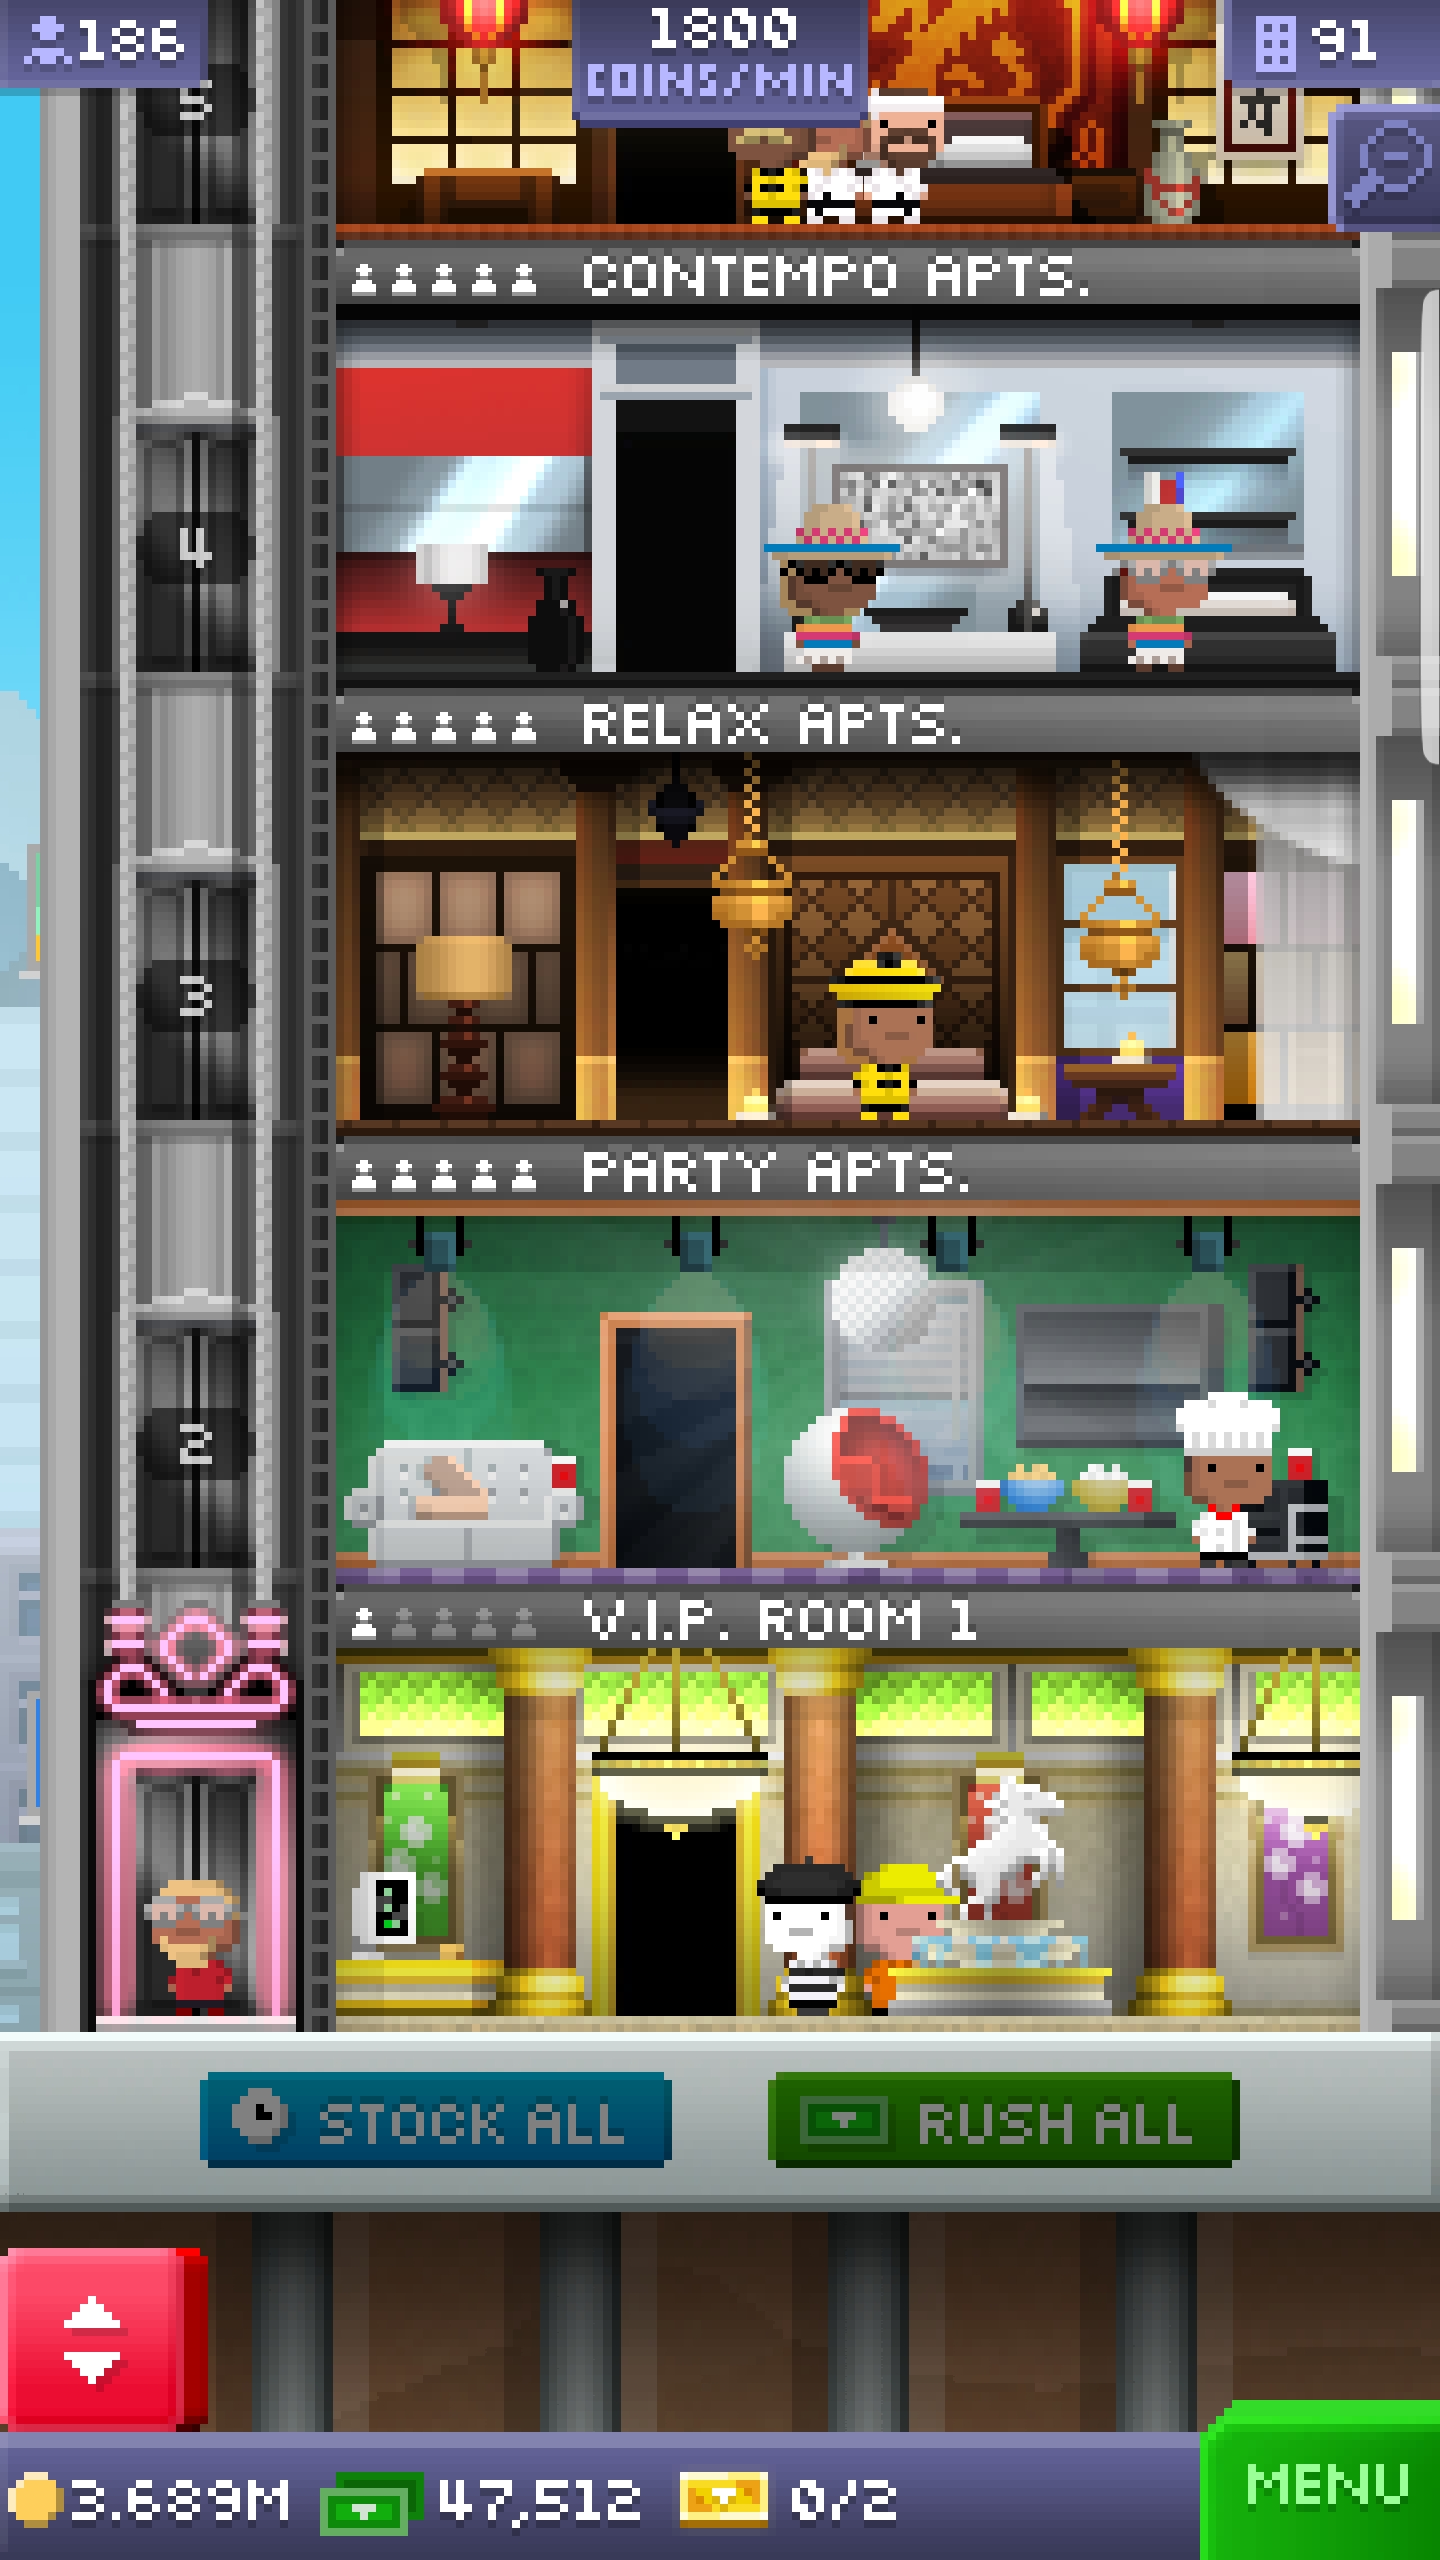 186
1800
COINS/MIN
91
5
CONTEMPO APTS.
4
RELAX APTS.
3
PARTY APTS.
2
V.I.P. ROOM 1
STOCK ALL
RUSH ALL
3.689M
47,512
0/2
MENU